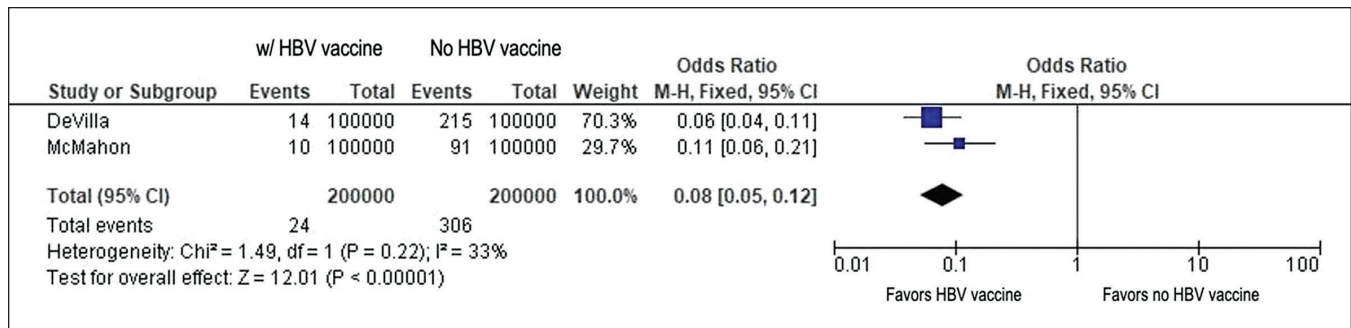 w/ HBV vaccine No HBV vaccine Odds Ratio Odds Ratio
Study or Subgroup Events Total Events Total Weight M-H, Fixed, 95% CI M-H, Fixed, 95% CI
DeVilla 14 100000 215 100000 70.3% 0.06 [0.04, 0.11]
McMahon 10 100000 91 100000 29.7% 0.11 [0.06, 0.21]
Total (95% CI) 200000 200000 100.0% 0.08 [0.05, 0.12]
Total events 24 306
Heterogeneity: Chi² = 1.49, df = 1 (P = 0.22); I² = 33%
Test for overall effect: Z = 12.01 (P < 0.00001)
0.01 0.1 1 10 100
Favors HBV vaccine Favors no HBV vaccine